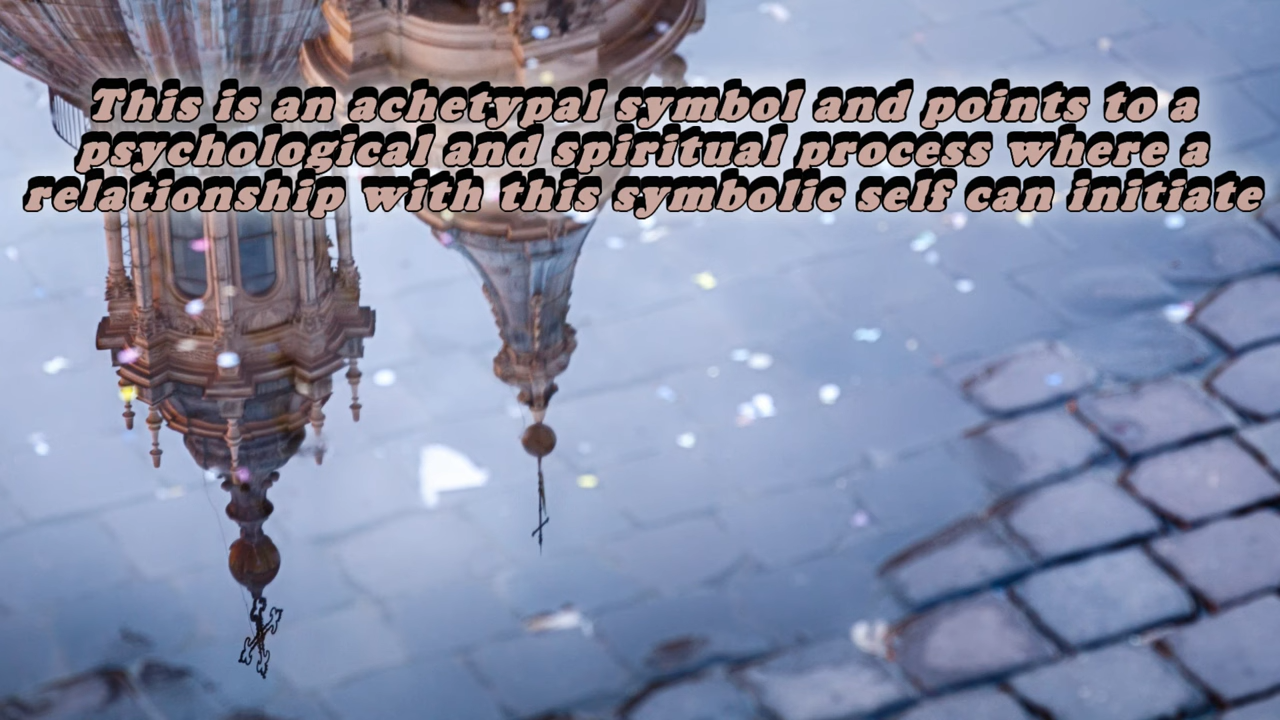 This is an achetypal symbol and points to a
psychological and spiritual process where a
relationship with this symbolic self can initiate